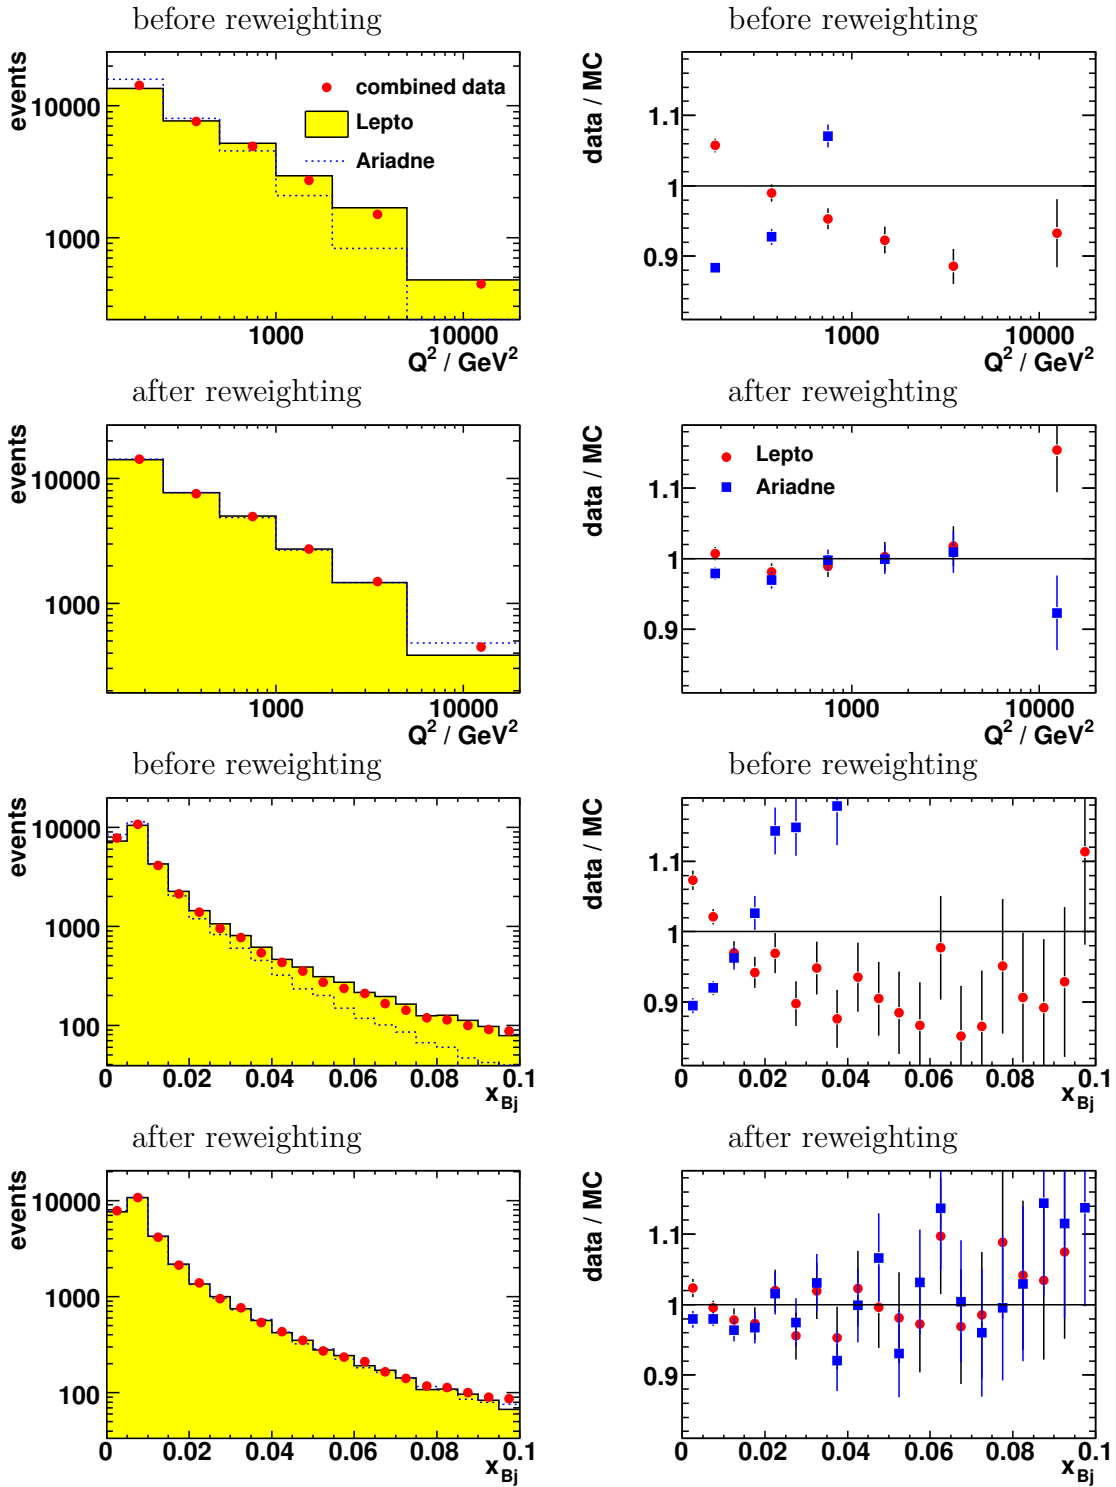 before reweighting
before reweighting
events
10000
1000
combined data
Lepto
Ariadne
1000
10000
Q² / GeV²
data / MC
1.1
1
0.9
1000
10000
Q² / GeV²
after reweighting
after reweighting
events
10000
1000
1000
10000
Q² / GeV²
data / MC
1.1
1
0.9
Lepto
Ariadne
1000
10000
Q² / GeV²
before reweighting
before reweighting
events
10000
1000
100
0 0.02 0.04 0.06 0.08 0.1
x_Bj
data / MC
1.1
1
0.9
0 0.02 0.04 0.06 0.08 0.1
x_Bj
after reweighting
after reweighting
events
10000
1000
100
0 0.02 0.04 0.06 0.08 0.1
x_Bj
data / MC
1.1
1
0.9
0 0.02 0.04 0.06 0.08 0.1
x_Bj